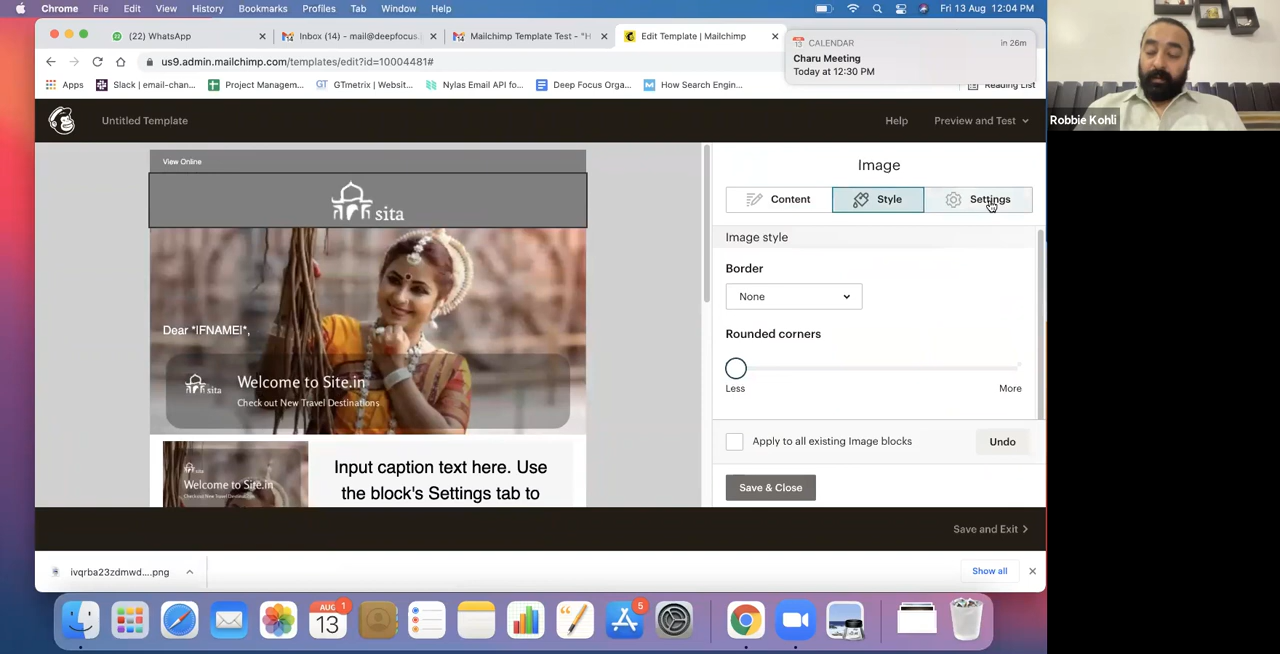 Chrome File Edit View History Bookmarks Profiles Tab Window Help Fri 13 Aug 12:04 PM
(22) WhatsApp
Inbox (14) - mail@deepfocus.
Mailchimp Template Test - "H
Edit Template | Mailchimp
CALENDAR in 26m
Charu Meeting
Today at 12:30 PM
us9.admin.mailchimp.com/templates/edit?id=10004481#
Apps Slack | email-chan... Project Managem... GTmetrix | Websit... Nylas Email API fo... Deep Focus Orga... How Search Engin... Reading List
Robbie Kohli
Untitled Template Help Preview and Test
View Online
sita
Dear *|FNAME|*,
sita
Welcome to Site.in
Check out New Travel Destinations
sita
Welcome to Site.in
Input caption text here. Use
the block's Settings tab to
Image
Content Style Settings
Image style
Border
None
Rounded corners
Less More
Apply to all existing Image blocks Undo
Save & Close
Save and Exit
ivqrba23zdmwd....png
Show all
AUG
13
1
5